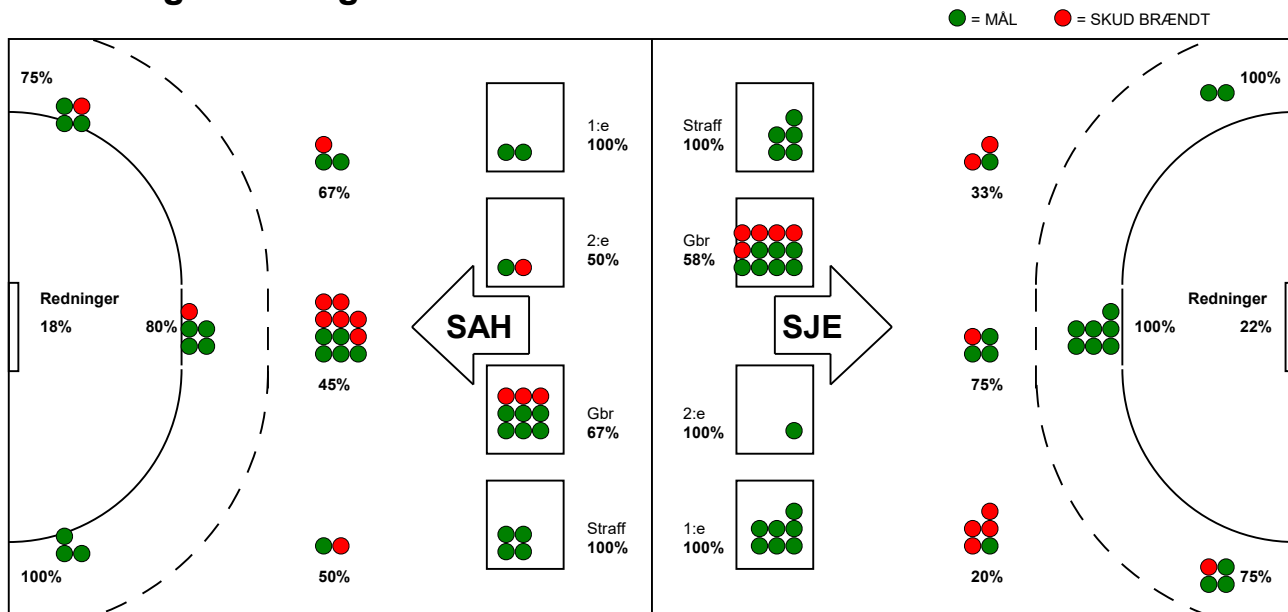 = MÅL = SKUD BRÆNDT
75%
67%
Redninger
18%
80%
45%
100%
50%
1:e
100%
2:e
50%
SAH
Gbr
67%
Straff
100%
Straff
100%
Gbr
58%
SJE
2:e
100%
1:e
100%
100%
33%
Redninger
22%
100%
75%
20%
75%